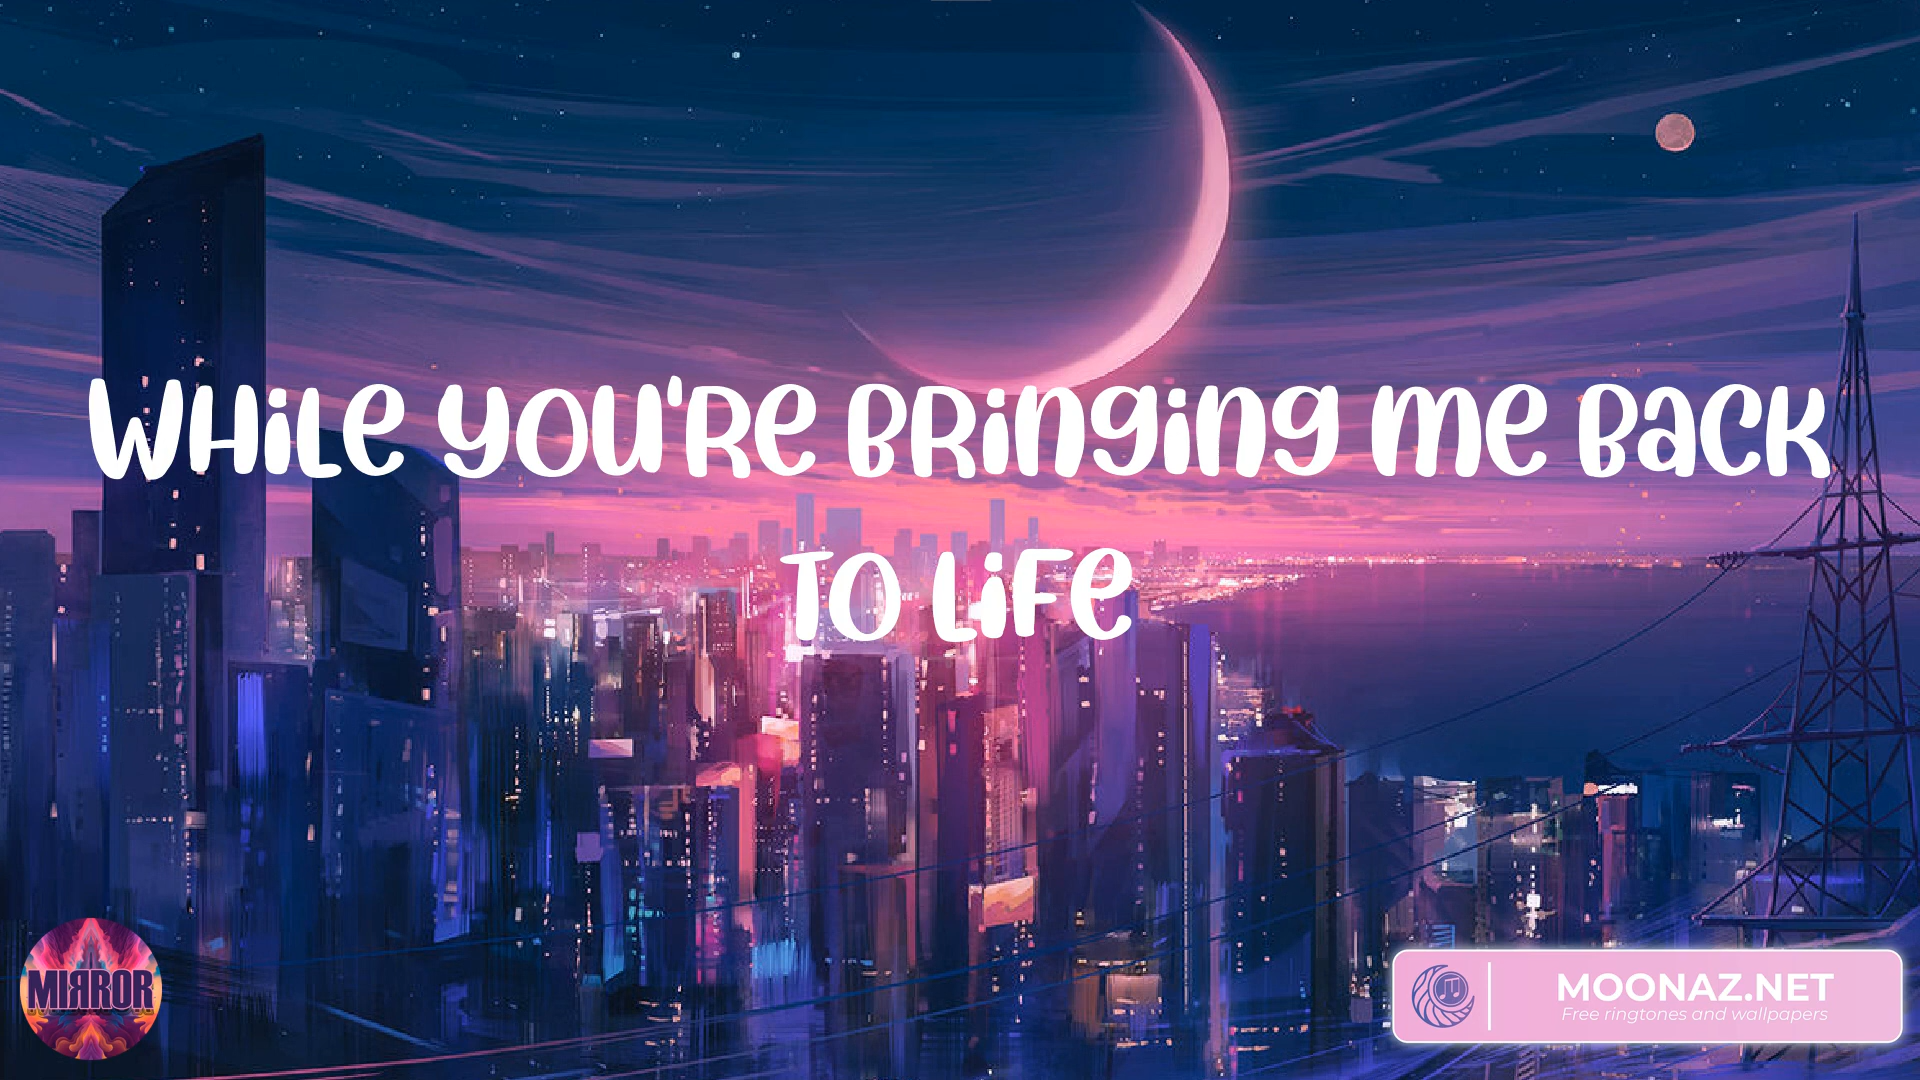 WHiLe YOU'Re BRinging Me Back
TO LiFe
MIRROR
MOONAZ.NET
Free ringtones and wallpapers